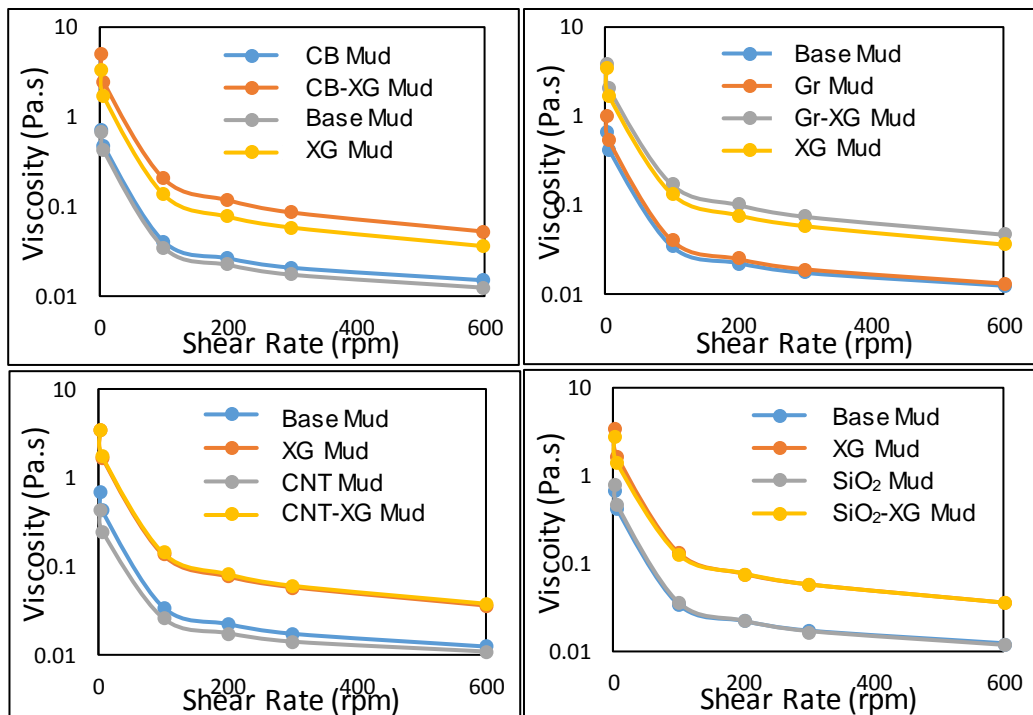 10
1
0.1
0.01
Viscosity (Pa.s)
CB Mud
CB-XG Mud
Base Mud
XG Mud
0 200 400 600
Shear Rate (rpm)
10
1
0.1
0.01
Viscosity (Pa.s)
Base Mud
Gr Mud
Gr-XG Mud
XG Mud
0 200 400 600
Shear Rate (rpm)
10
1
0.1
0.01
Viscosity (Pa.s)
Base Mud
XG Mud
CNT Mud
CNT-XG Mud
0 200 400 600
Shear Rate (rpm)
10
1
0.1
0.01
Viscoity (Pa.s)
Base Mud
XG Mud
SiO₂ Mud
SiO₂-XG Mud
0 200 400 600
Shear Rate (rpm)